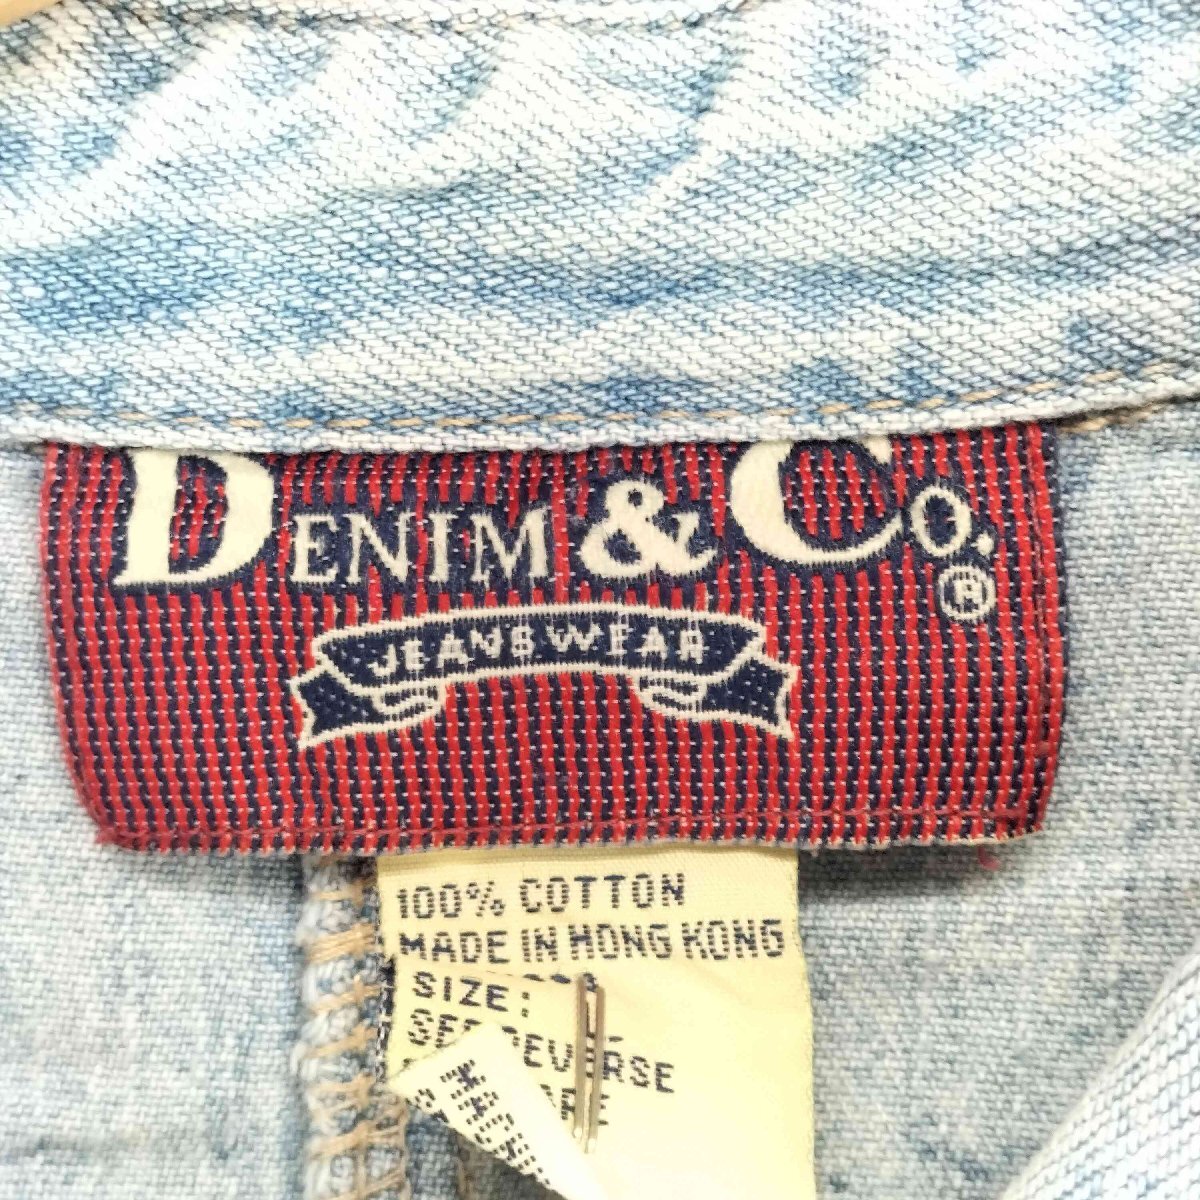 DENIM & CO.®
JEANSWEAR
100% COTTON
MADE IN HONG KONG
SIZE: